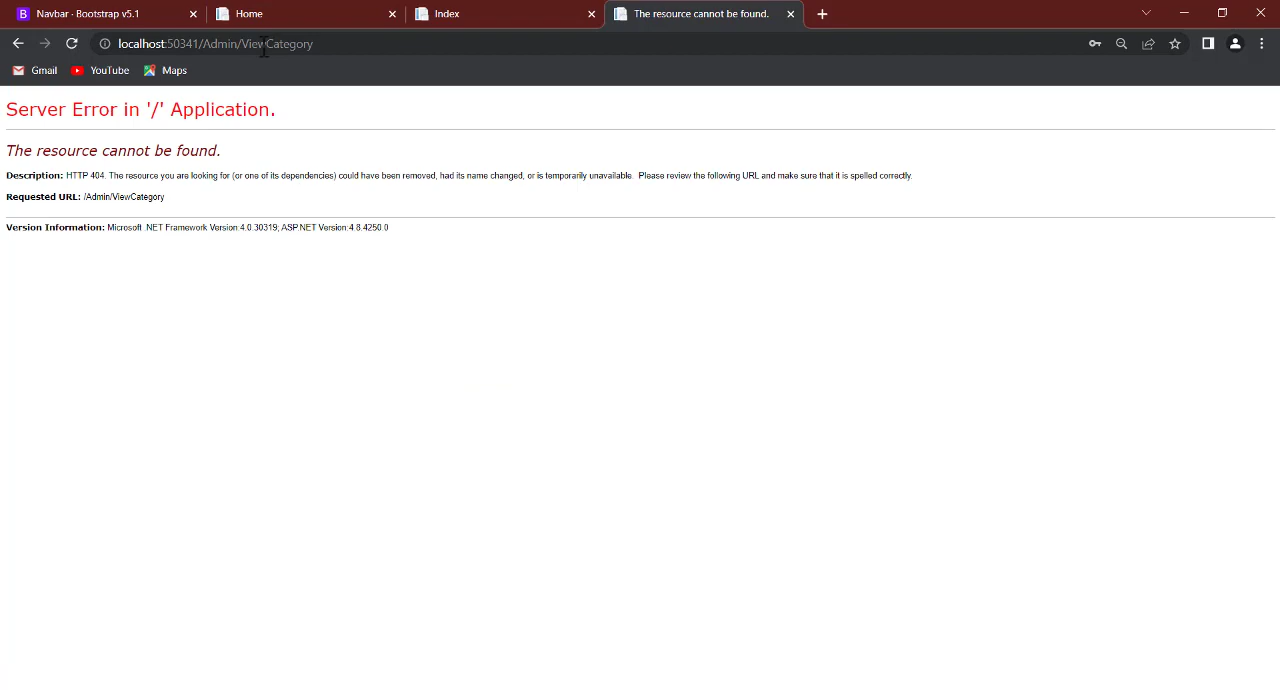 Navbar · Bootstrap v5.1
Home
Index
The resource cannot be found.
localhost:50341/Admin/ViewCategory
Gmail
YouTube
Maps
Server Error in '/' Application.
The resource cannot be found.
Description: HTTP 404. The resource you are looking for (or one of its dependencies) could have been removed, had its name changed, or is temporarily unavailable. Please review the following URL and make sure that it is spelled correctly.
Requested URL: /Admin/ViewCategory
Version Information: Microsoft .NET Framework Version:4.0.30319; ASP.NET Version:4.8.4250.0